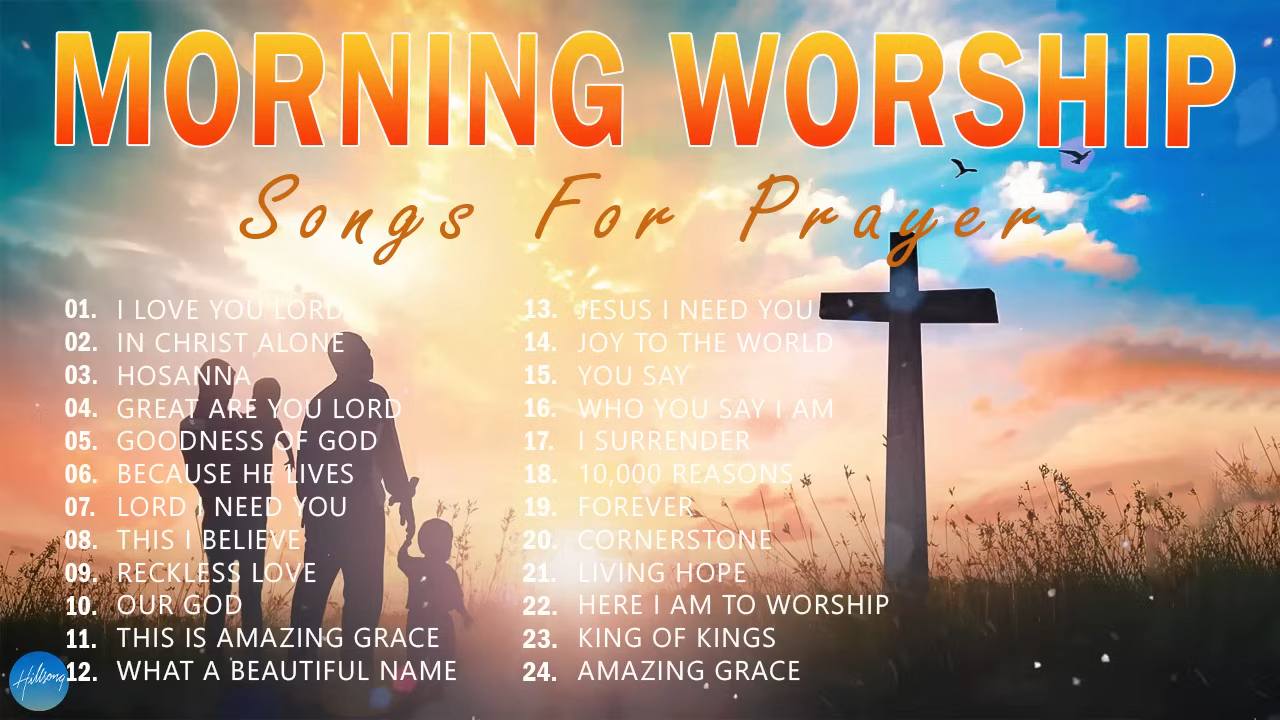 MORNING WORSHIP
Songs For Prayer
01. I LOVE YOU LORD
02. IN CHRIST ALONE
03. HOSANNA
04. GREAT ARE YOU LORD
05. GOODNESS OF GOD
06. BECAUSE HE LIVES
07. LORD I NEED YOU
08. THIS I BELIEVE
09. RECKLESS LOVE
10. OUR GOD
11. THIS IS AMAZING GRACE
12. WHAT A BEAUTIFUL NAME
13. JESUS I NEED YOU
14. JOY TO THE WORLD
15. YOU SAY
16. WHO YOU SAY I AM
17. I SURRENDER
18. 10,000 REASONS
19. FOREVER
20. CORNERSTONE
21. LIVING HOPE
22. HERE I AM TO WORSHIP
23. KING OF KINGS
24. AMAZING GRACE
Hillsong